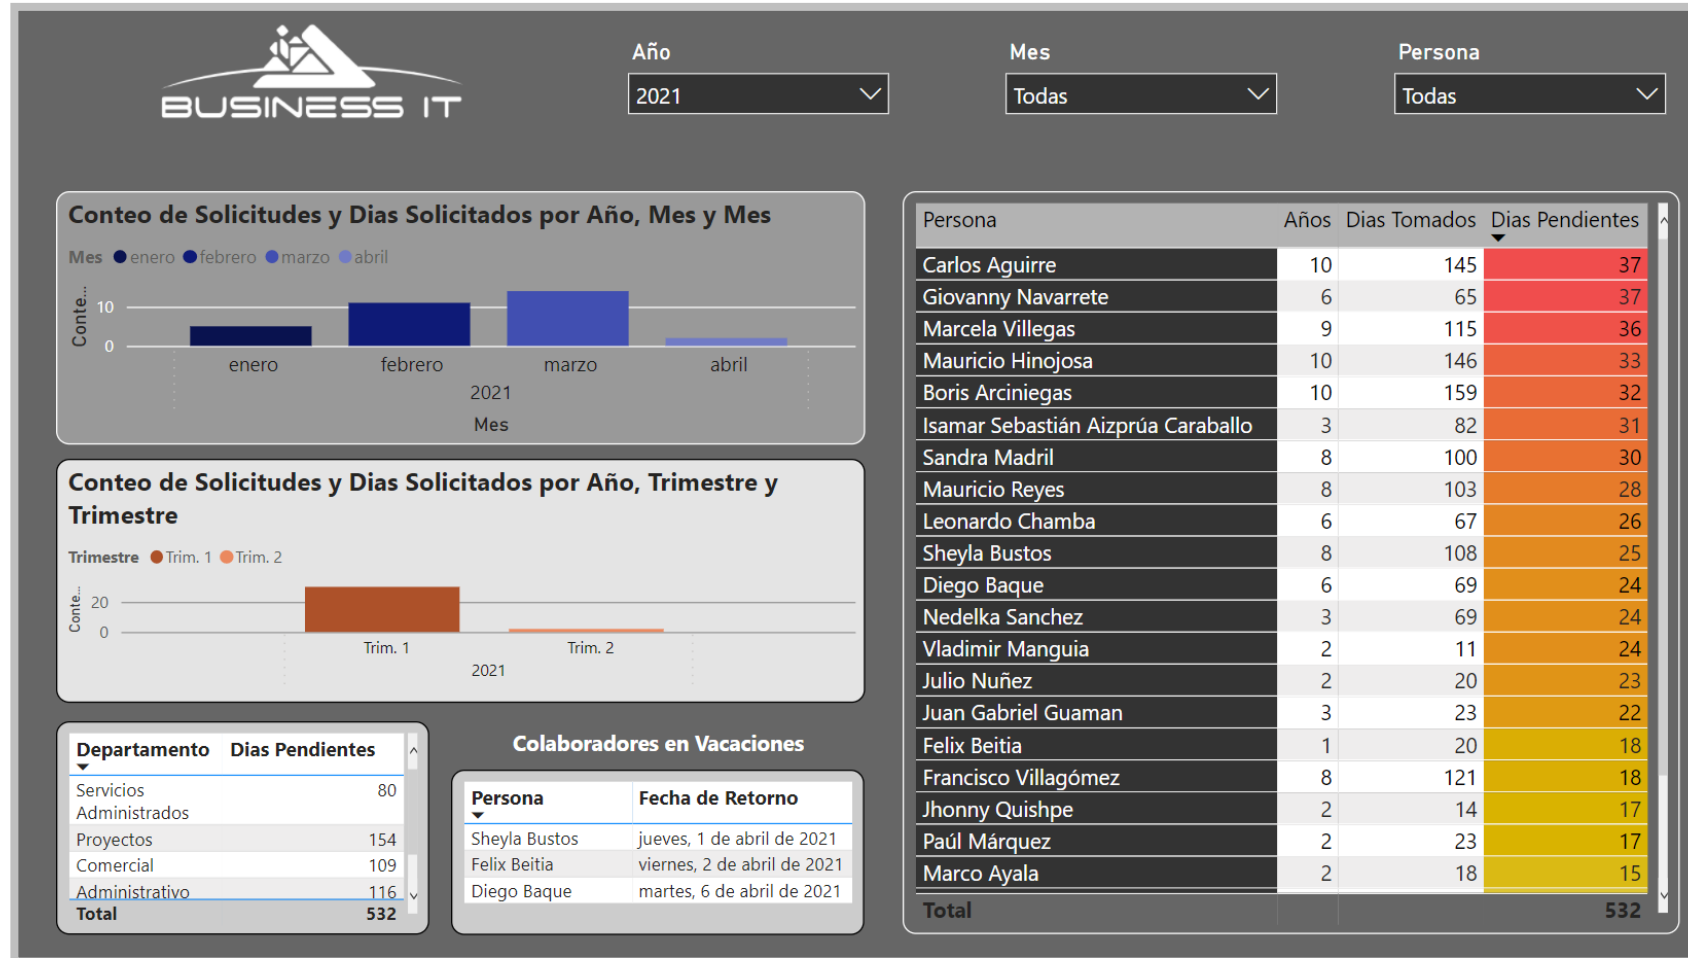 BUSINESS IT
Año
2021
Mes
Todas
Persona
Todas
Conteo de Solicitudes y Dias Solicitados por Año, Mes y Mes
Mes enero febrero marzo abril
Conte...
10
0
enero febrero marzo abril
2021
Mes
Conteo de Solicitudes y Dias Solicitados por Año, Trimestre y
Trimestre
Trimestre Trim. 1 Trim. 2
Conte...
20
0
Trim. 1 Trim. 2
2021
Departamento Dias Pendientes
Servicios 80
Administrados
Proyectos 154
Comercial 109
Administrativo 116
Total 532
Colaboradores en Vacaciones
Persona Fecha de Retorno
Sheyla Bustos jueves, 1 de abril de 2021
Felix Beitia viernes, 2 de abril de 2021
Diego Baque martes, 6 de abril de 2021
Persona Años Dias Tomados Dias Pendientes
Carlos Aguirre 10 145 37
Giovanny Navarrete 6 65 37
Marcela Villegas 9 115 36
Mauricio Hinojosa 10 146 33
Boris Arciniegas 10 159 32
Isamar Sebastián Aizprúa Caraballo 3 82 31
Sandra Madril 8 100 30
Mauricio Reyes 8 103 28
Leonardo Chamba 6 67 26
Sheyla Bustos 8 108 25
Diego Baque 6 69 24
Nedelka Sanchez 3 69 24
Vladimir Manguia 2 11 24
Julio Nuñez 2 20 23
Juan Gabriel Guaman 3 23 22
Felix Beitia 1 20 18
Francisco Villagómez 8 121 18
Jhonny Quishpe 2 14 17
Paúl Márquez 2 23 17
Marco Ayala 2 18 15
Total 532